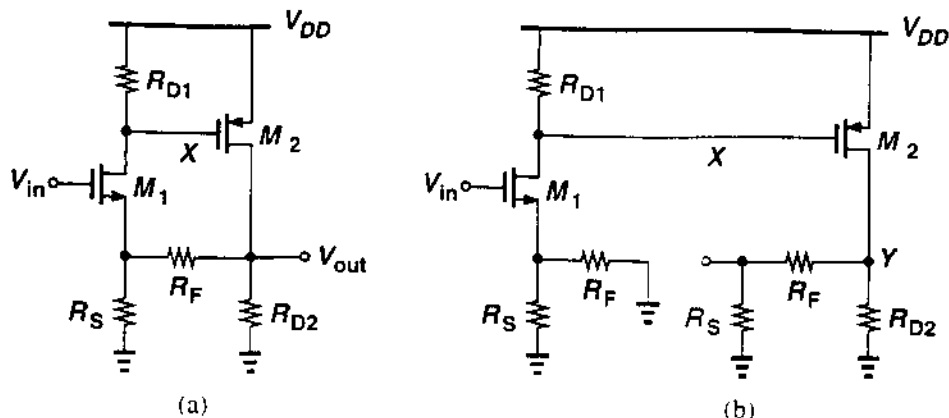 V_DD
R_D1
X
M_2
V_in
M_1
V_out
R_F
R_S
R_D2
(a)
V_DD
R_D1
X
M_2
V_in
M_1
Y
R_F
R_F
R_S
R_S
R_D2
(b)